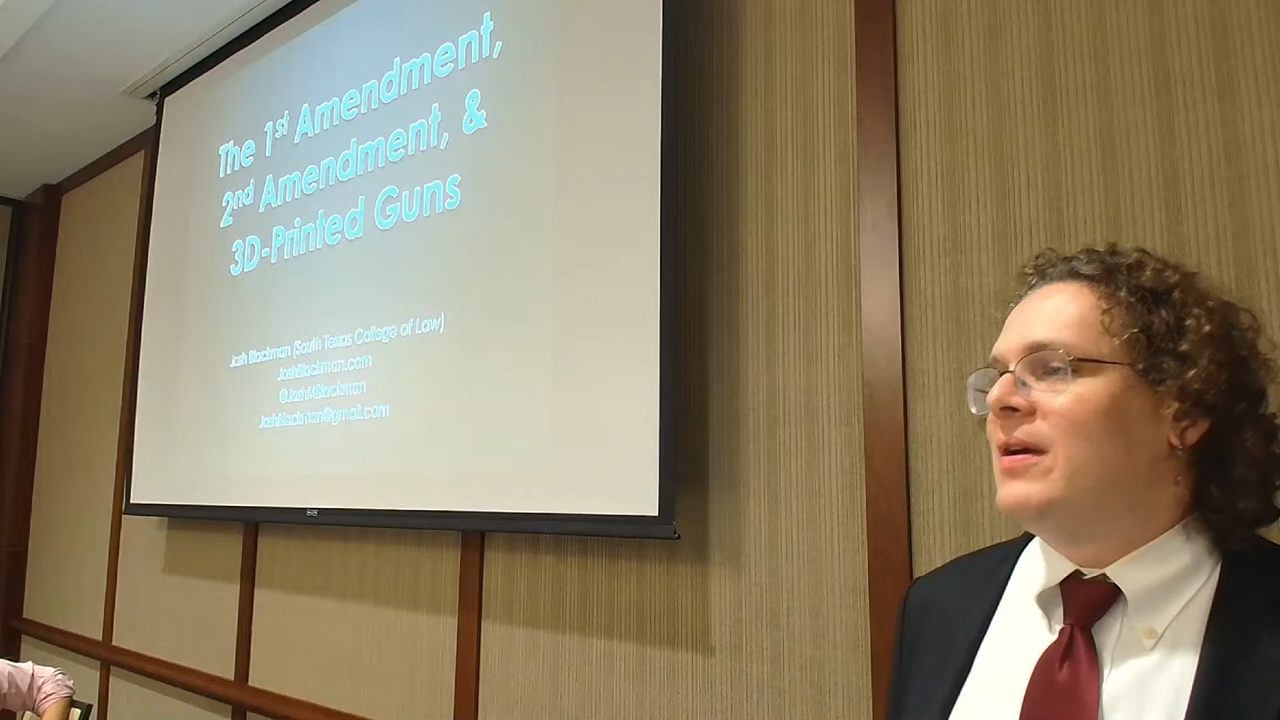 The 1st Amendment,
2nd Amendment, &
3D-Printed Guns
Josh Blackman (South Texas College of Law)
JoshBlackman.com
@JoshMBlackman
JoshBlackman@gmail.com